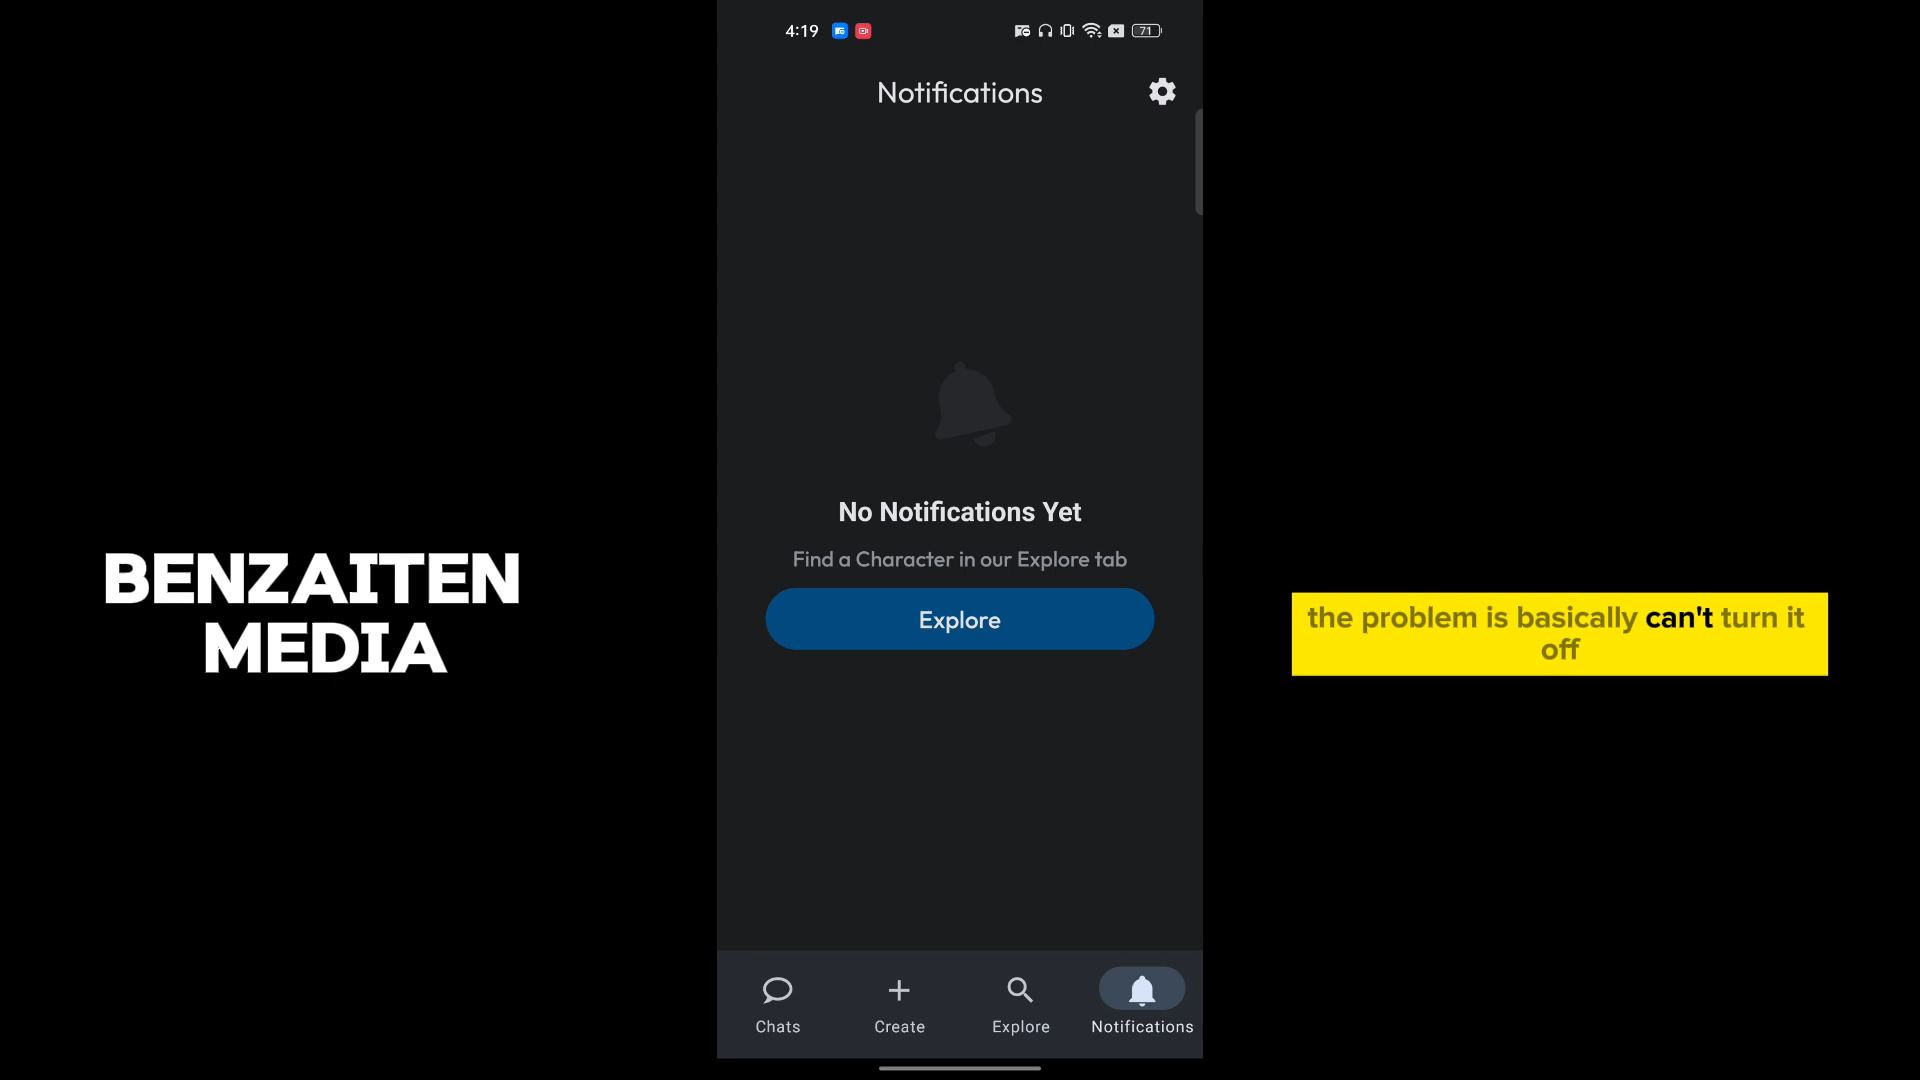 4:19
71
Notifications
No Notifications Yet
Find a Character in our Explore tab
Explore
BENZAITEN
MEDIA
the problem is basically can't turn it
off
Chats
Create
Explore
Notifications